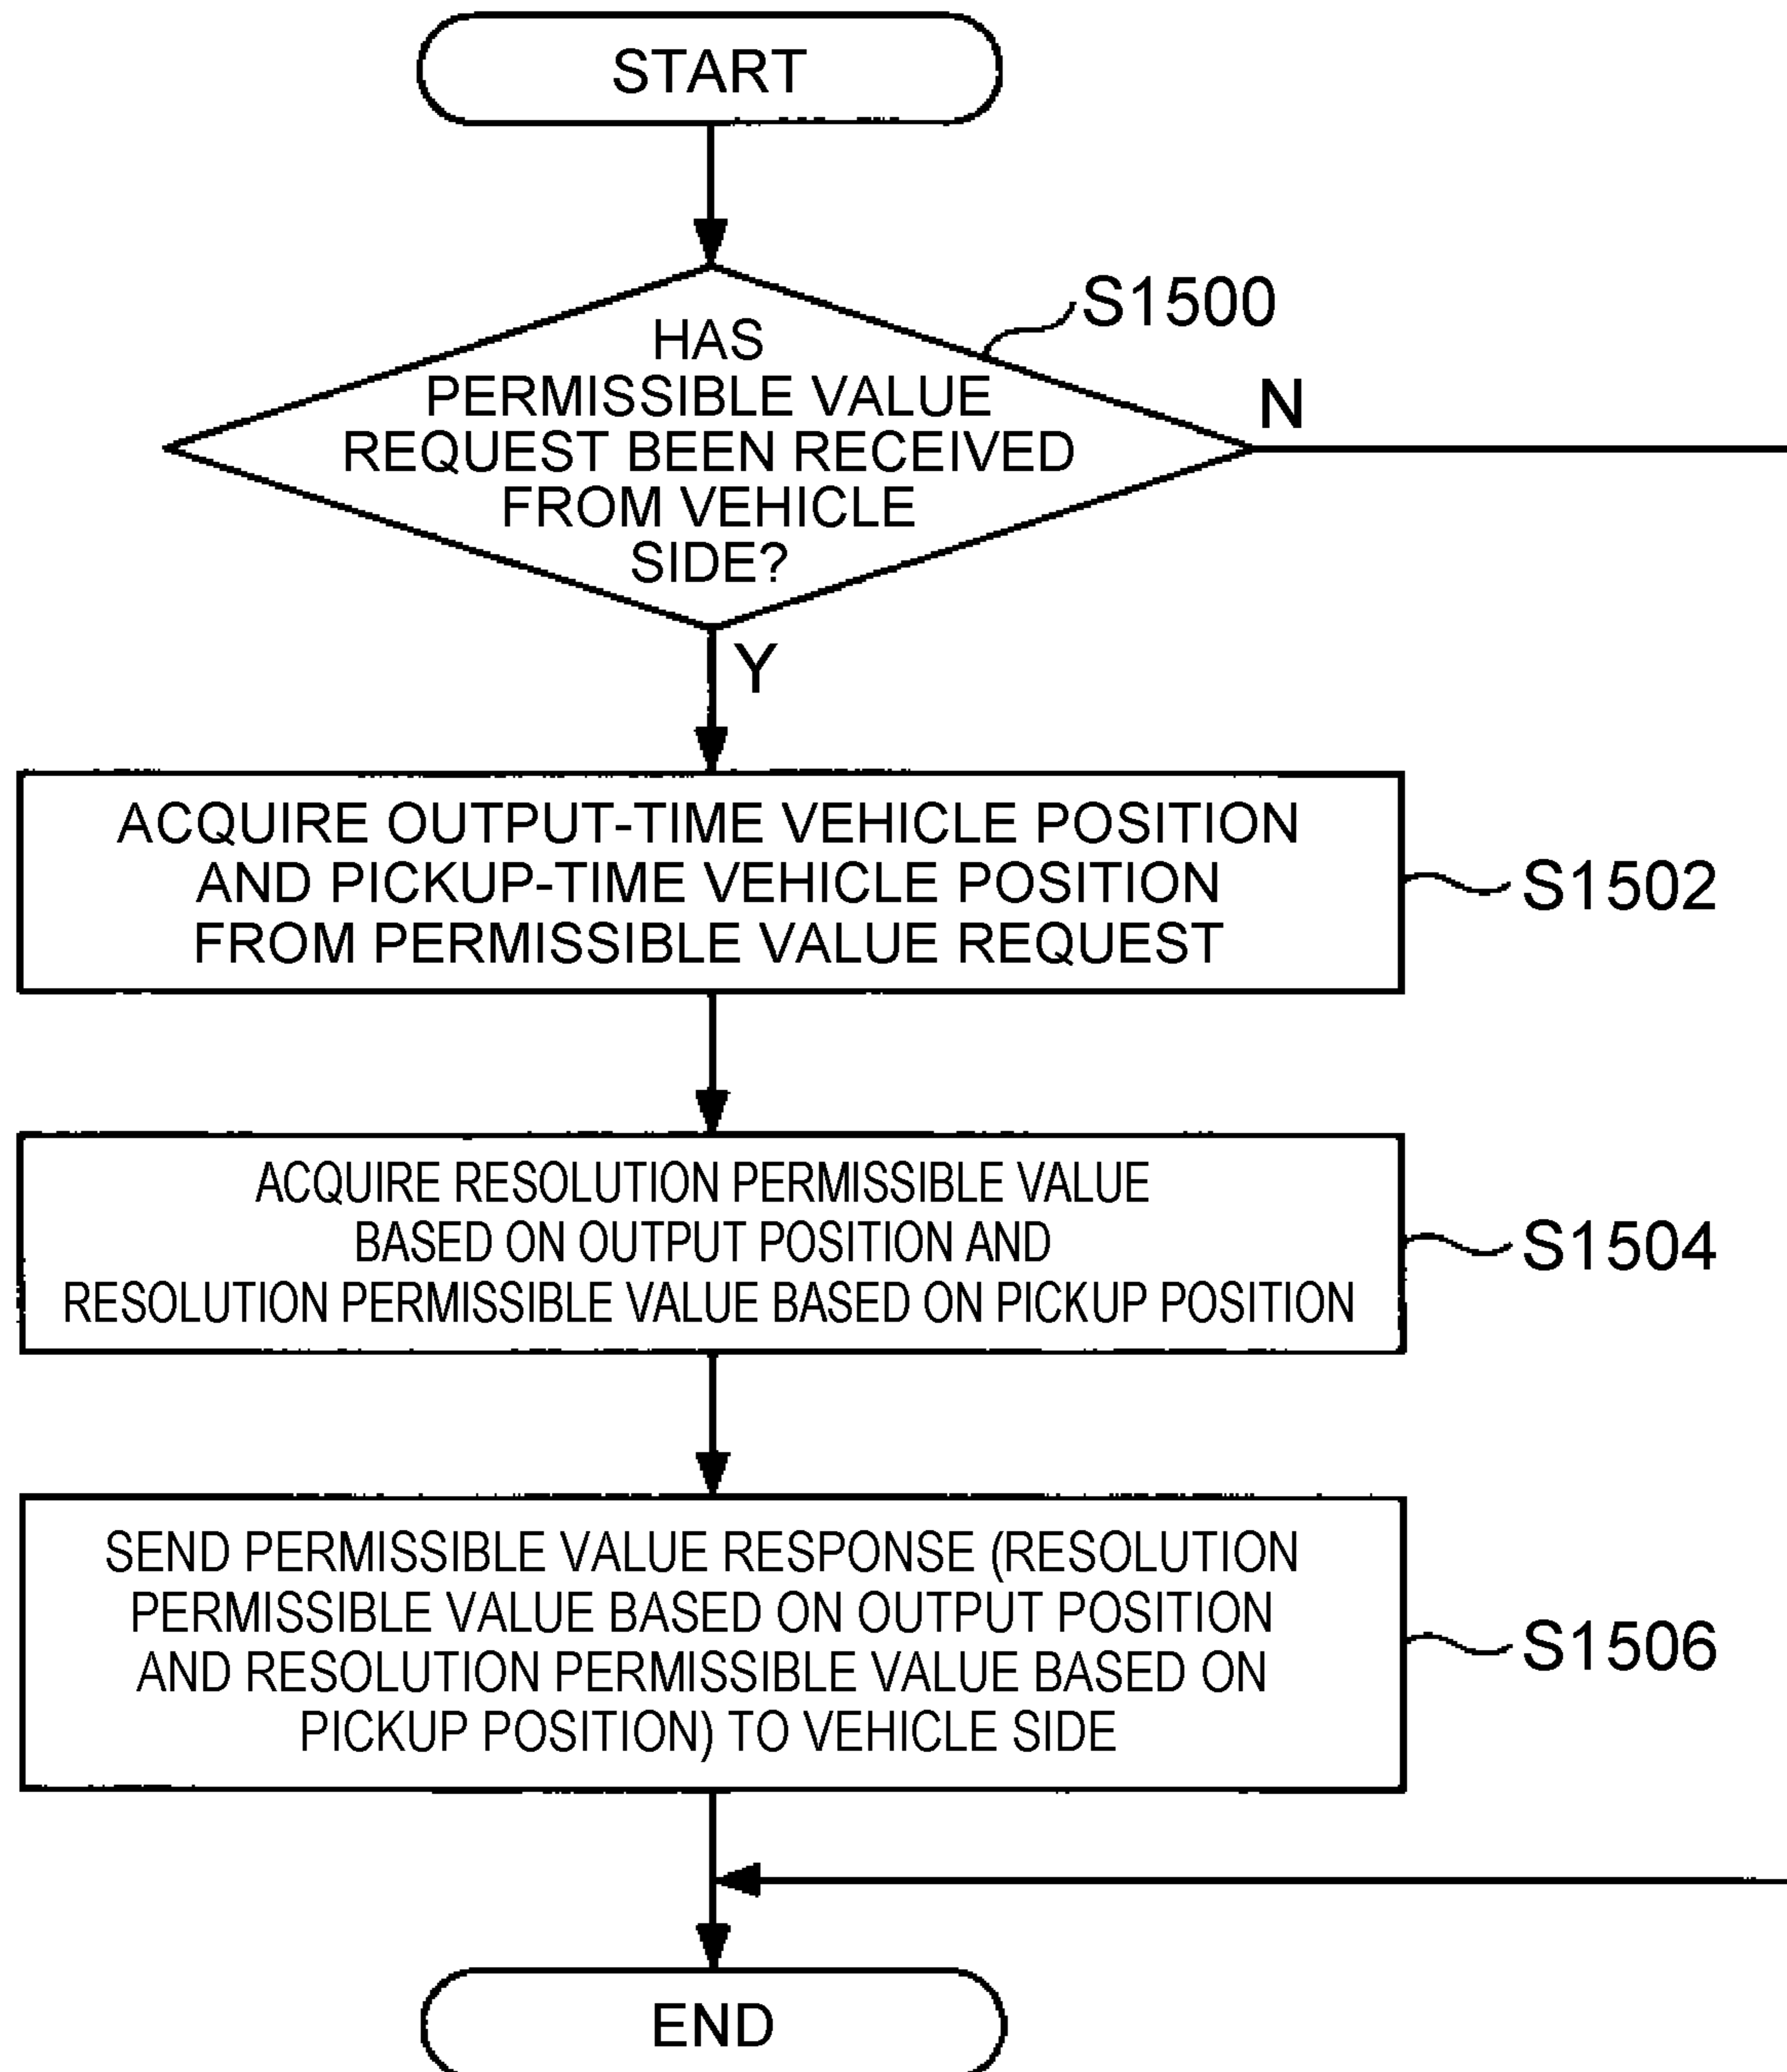 START
S1500
HAS
PERMISSIBLE VALUE
REQUEST BEEN RECEIVED
FROM VEHICLE
SIDE?
N
Y
ACQUIRE OUTPUT-TIME VEHICLE POSITION
AND PICKUP-TIME VEHICLE POSITION
FROM PERMISSIBLE VALUE REQUEST
S1502
ACQUIRE RESOLUTION PERMISSIBLE VALUE
BASED ON OUTPUT POSITION AND
RESOLUTION PERMISSIBLE VALUE BASED ON PICKUP POSITION
S1504
SEND PERMISSIBLE VALUE RESPONSE (RESOLUTION
PERMISSIBLE VALUE BASED ON OUTPUT POSITION
AND RESOLUTION PERMISSIBLE VALUE BASED ON
PICKUP POSITION) TO VEHICLE SIDE
S1506
END